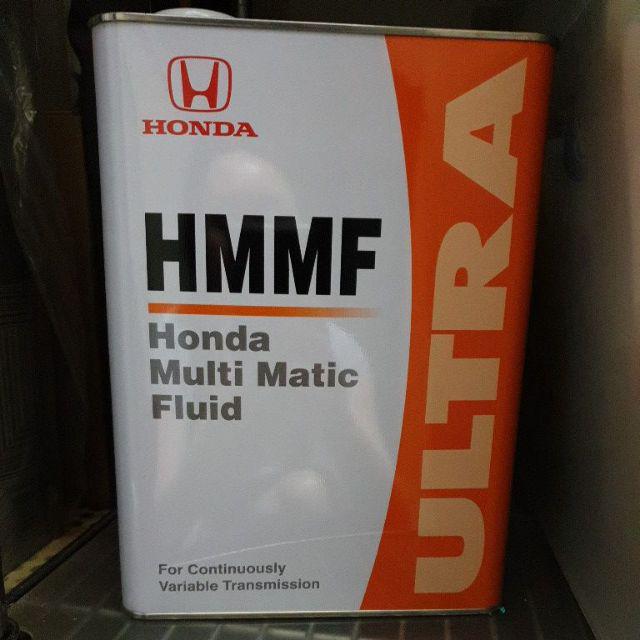 HONDA
HMMF
Honda
Multi Matic
Fluid
For Continuously
Variable Transmission
ULTRA